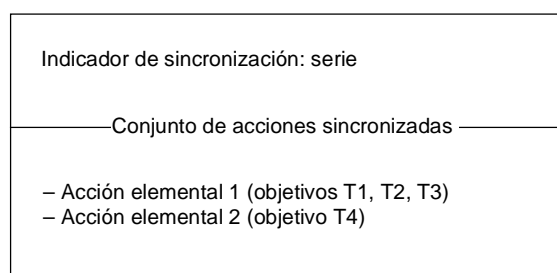 Indicador de sincronización: serie
Conjunto de acciones sincronizadas
– Acción elemental 1 (objetivos T1, T2, T3)
– Acción elemental 2 (objetivo T4)